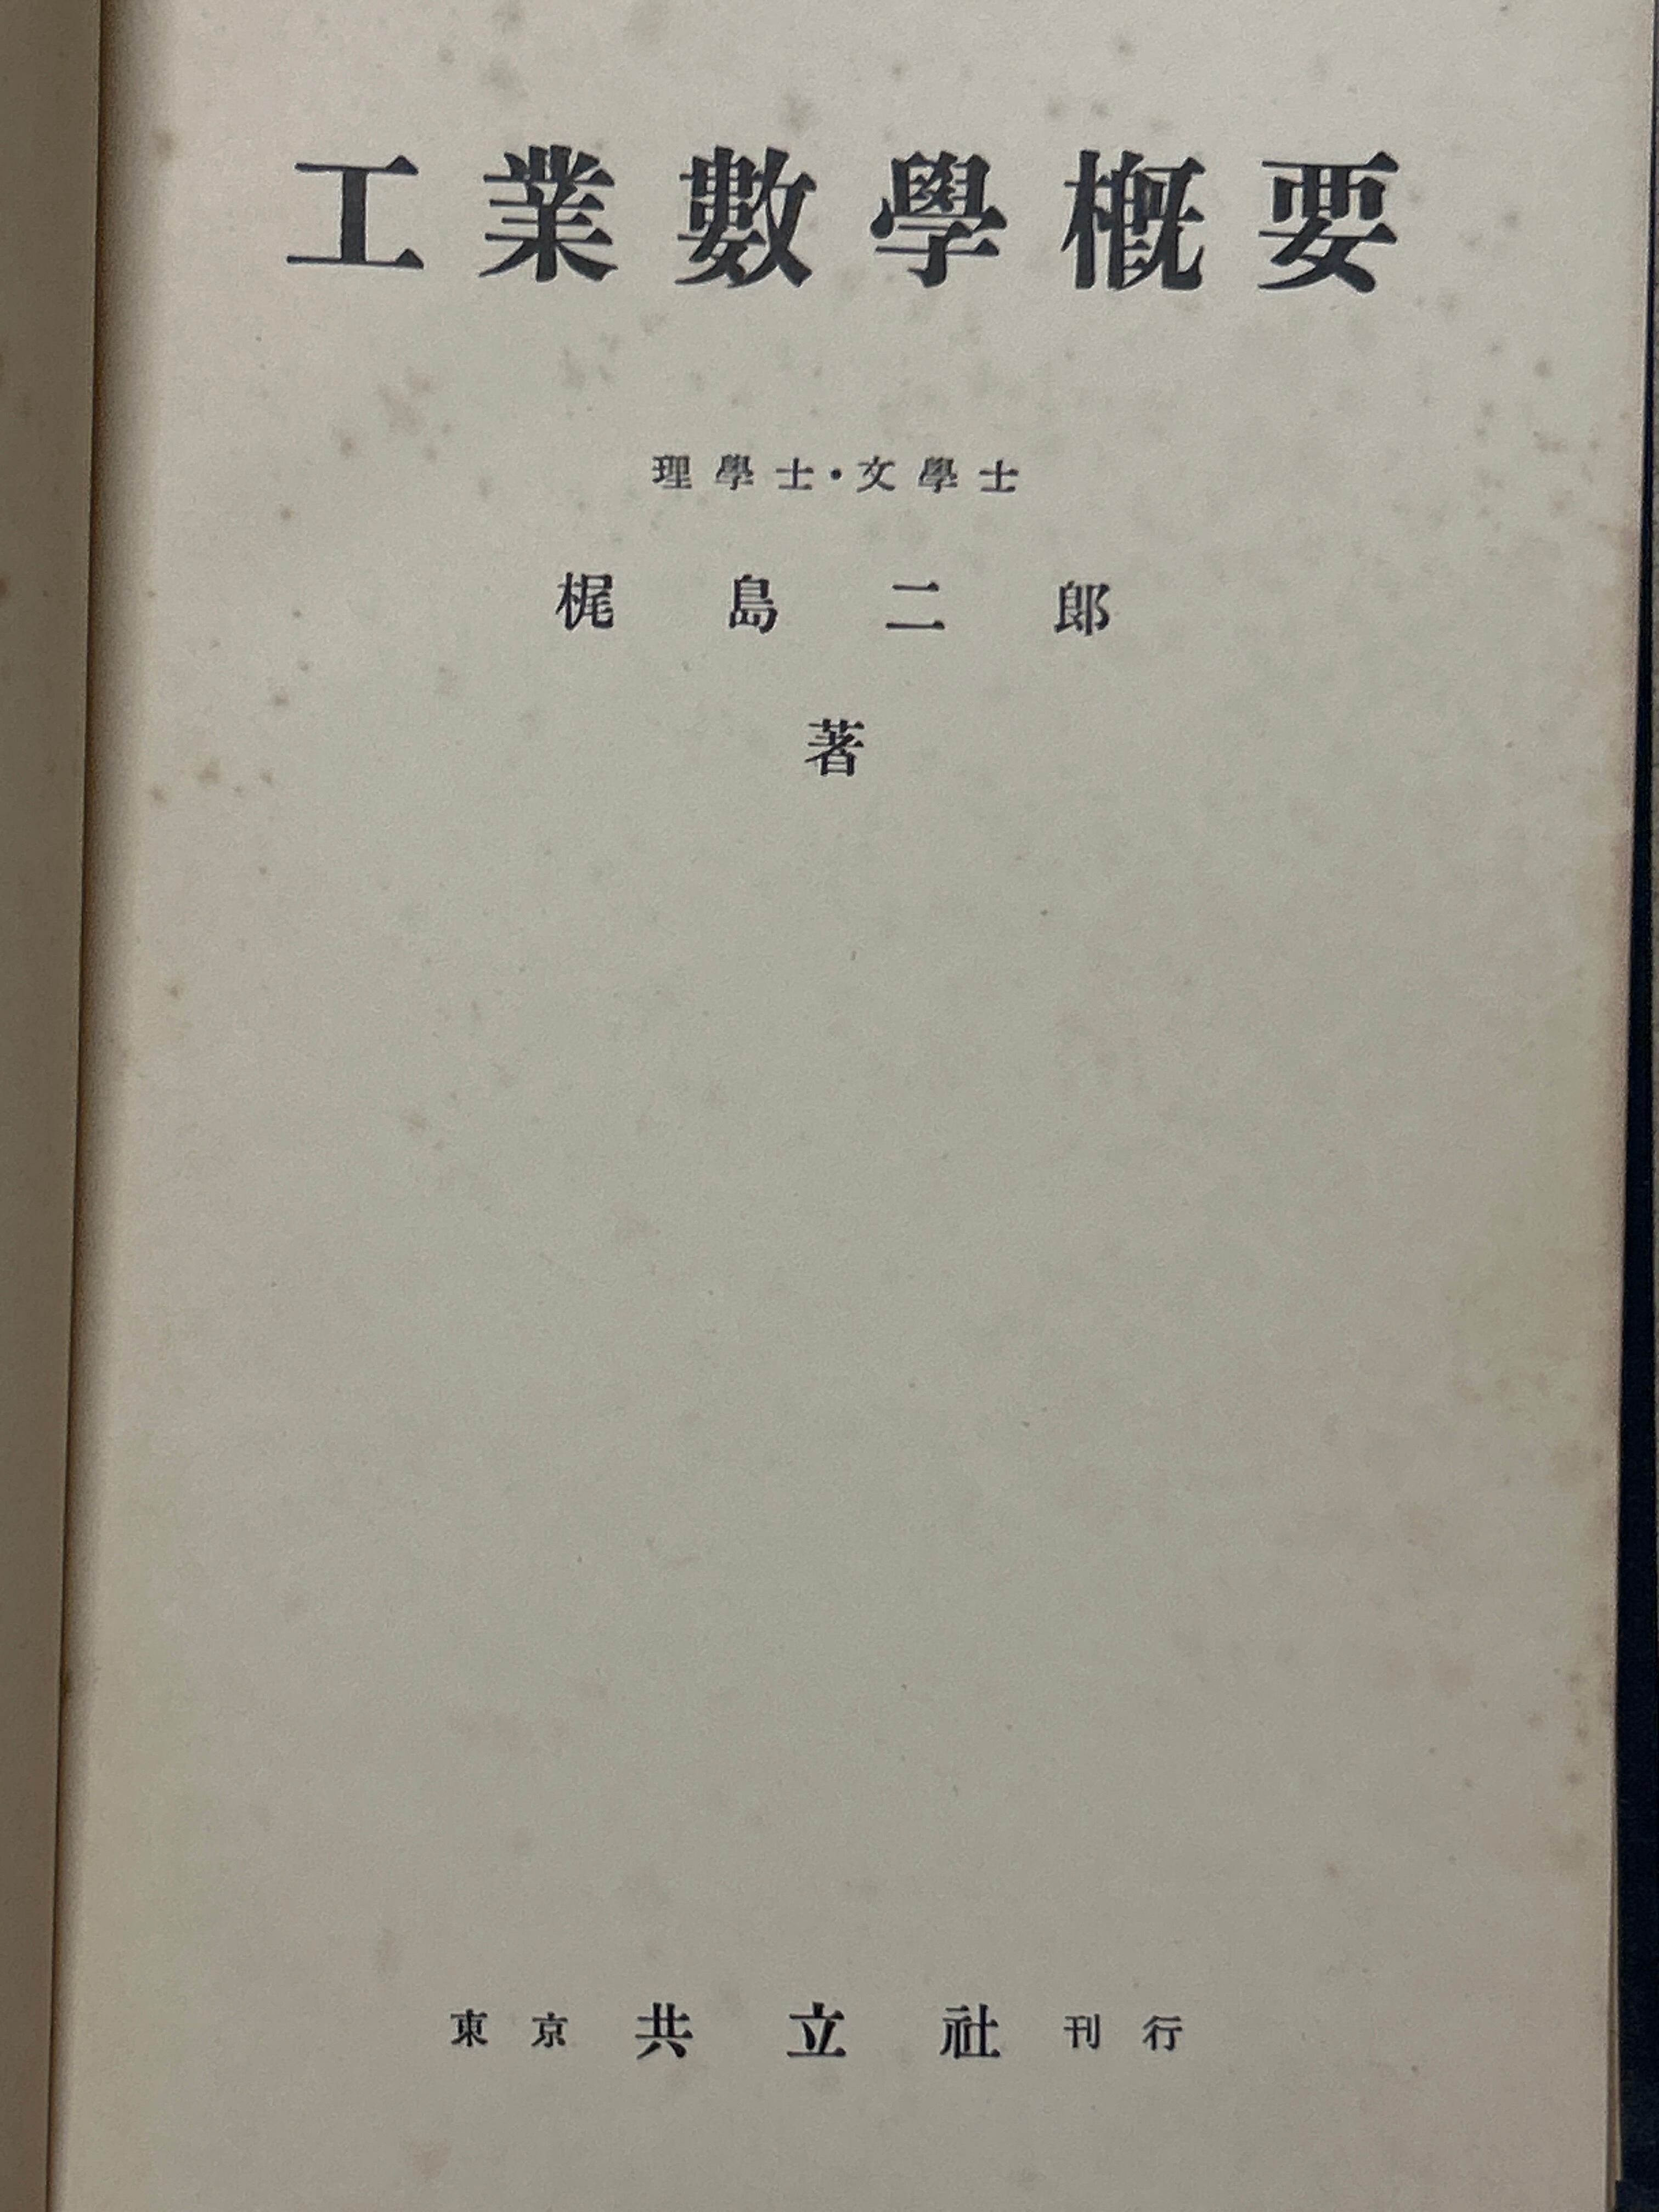 工業數學概要
理學士・文學士
梶島二郎
著
東京 共立社 刊行